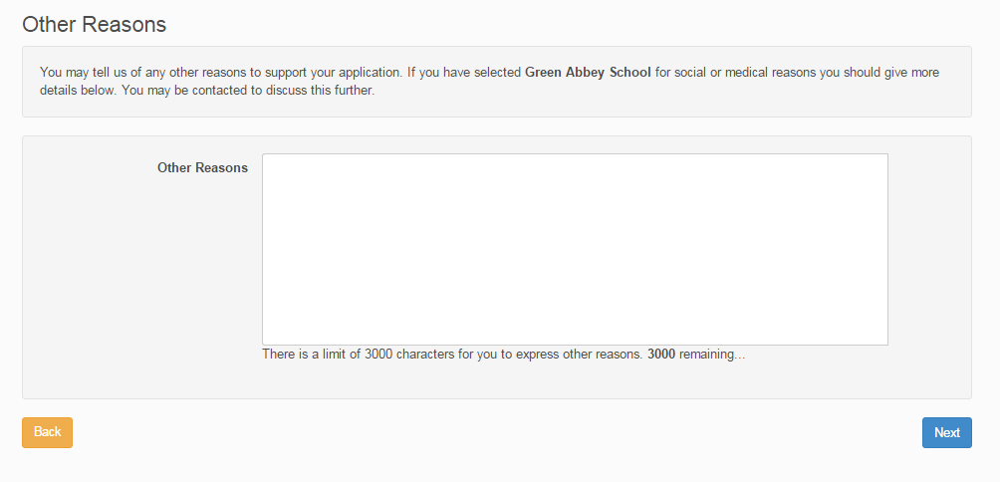 Other Reasons
You may tell us of any other reasons to support your application. If you have selected Green Abbey School for social or medical reasons you should give more
details below. You may be contacted to discuss this further.
Other Reasons
There is a limit of 3000 characters for you to express other reasons. 3000 remaining...
Back
Next